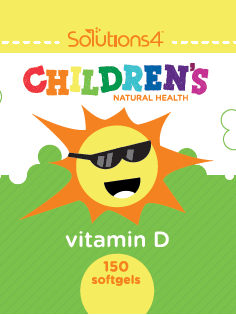 Solutions4
CHILDREN'S
NATURAL HEALTH
vitamin D
150
softgels